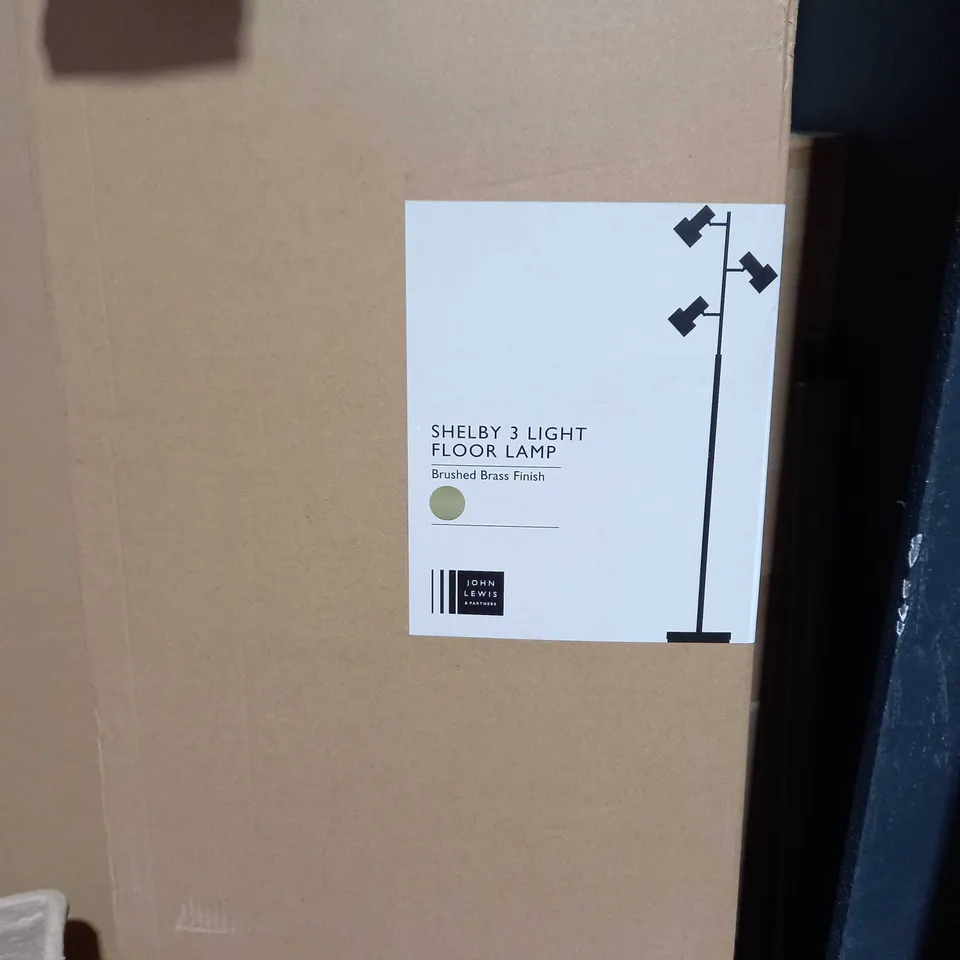 SHELBY 3 LIGHT
FLOOR LAMP
Brushed Brass Finish
JOHN
LEWIS
& PARTNERS